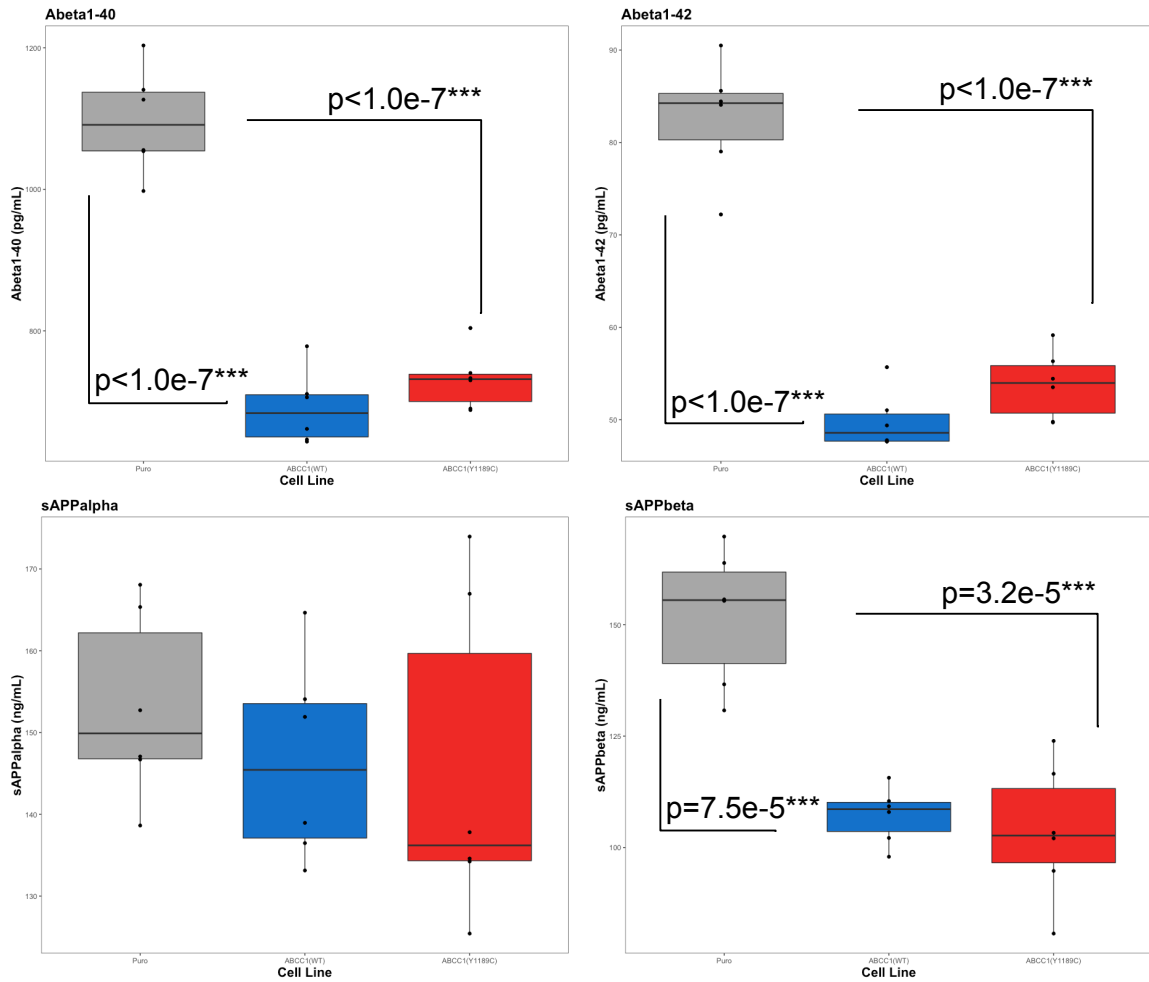 Abeta1-40
Abeta1-40 (pg/mL)
1200
1000
800
p<1.0e-7***
p<1.0e-7***
Puro
ABCC1(WT)
ABCC1(Y1189C)
Cell Line
Abeta1-42
Abeta1-42 (pg/mL)
90
80
70
60
50
p<1.0e-7***
p<1.0e-7***
Puro
ABCC1(WT)
ABCC1(Y1189C)
Cell Line
sAPPalpha
sAPPalpha (ng/mL)
170
160
150
140
130
Puro
ABCC1(WT)
ABCC1(Y1189C)
Cell Line
sAPPbeta
sAPPbeta (ng/mL)
150
125
100
p=3.2e-5***
p=7.5e-5***
Puro
ABCC1(WT)
ABCC1(Y1189C)
Cell Line